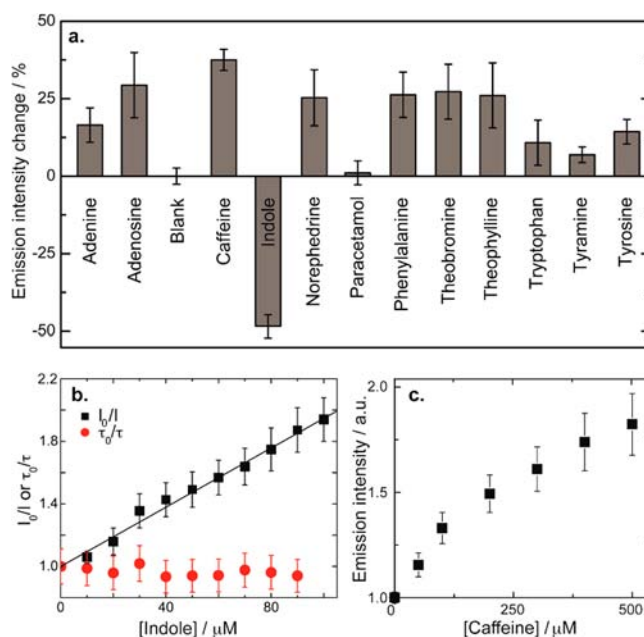 a.
Emission intensity change / %
50
25
0
-25
-50
Adenine
Adenosine
Blank
Caffeine
Indole
Norephedrine
Paracetamol
Phenylalanine
Theobromine
Theophylline
Tryptophan
Tyramine
Tyrosine
b.
I₀/I
τ₀/τ
I₀/I or τ₀/τ
2.2
1.8
1.4
1.0
0.6
0 40 80
[Indole] / μM
c.
Emission intensity / a.u.
2.0
1.5
1.0
0 250 500
[Caffeine] / μM